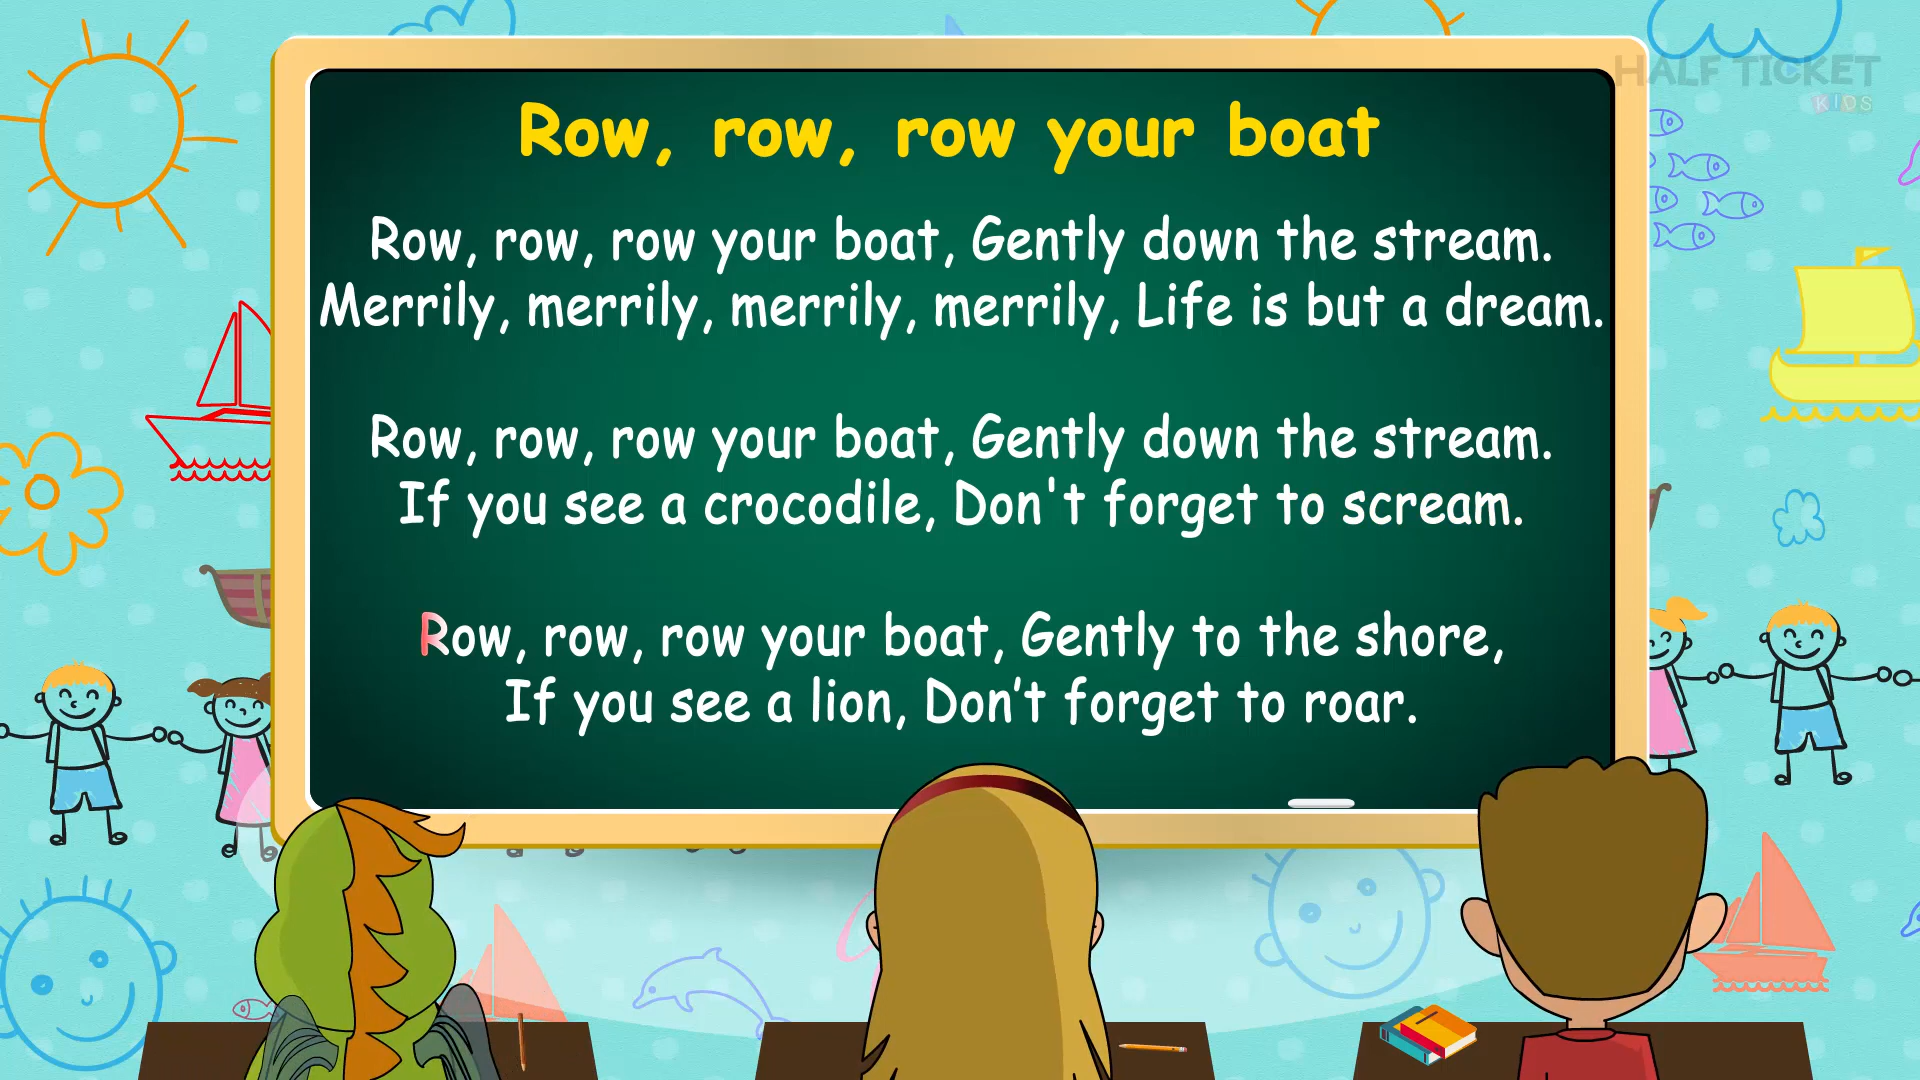 HALF TICKET
KIDS
Row, row, row your boat
Row, row, row your boat, Gently down the stream.
Merrily, merrily, merrily, merrily, Life is but a dream.
Row, row, row your boat, Gently down the stream.
If you see a crocodile, Don't forget to scream.
Row, row, row your boat, Gently to the shore,
If you see a lion, Don’t forget to roar.